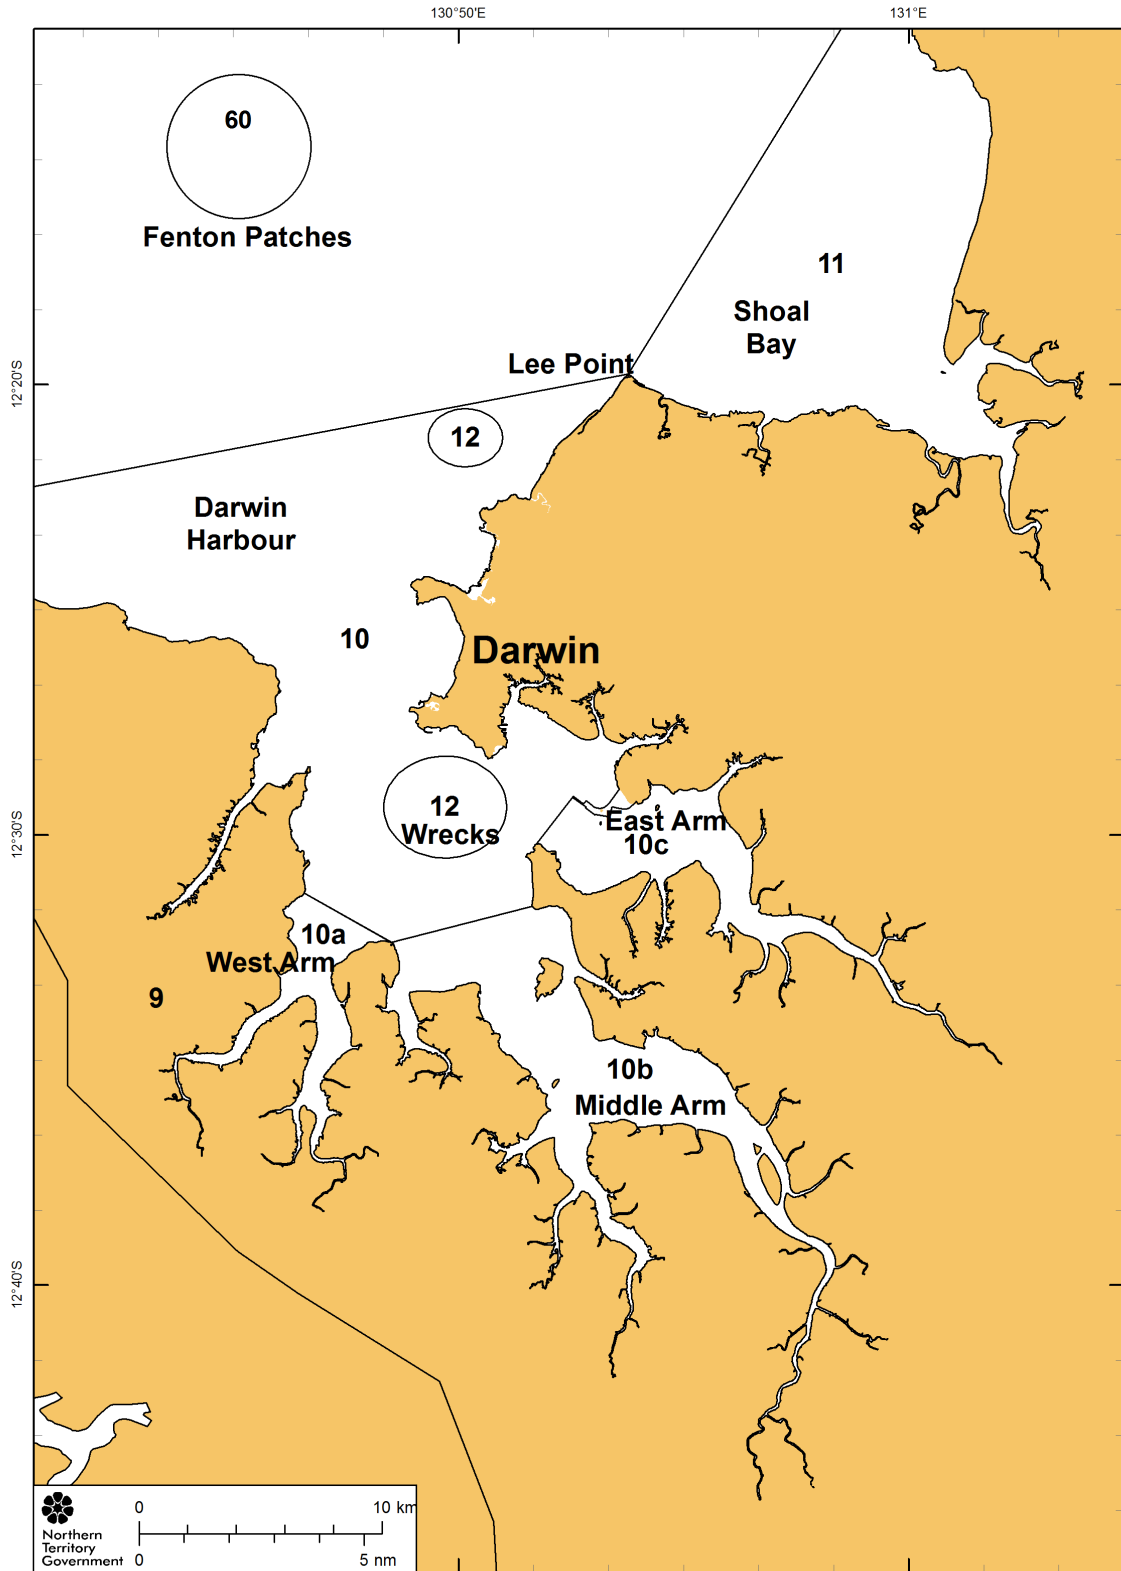 130°50'E
131°E
60
Fenton Patches
11
Shoal
Bay
Lee Point
12°20'S
12
Darwin
Harbour
10
Darwin
12
Wrecks
East Arm
10c
12°30'S
10a
West Arm
9
10b
Middle Arm
12°40'S
0
10 km
Northern
Territory
Government
0
5 nm